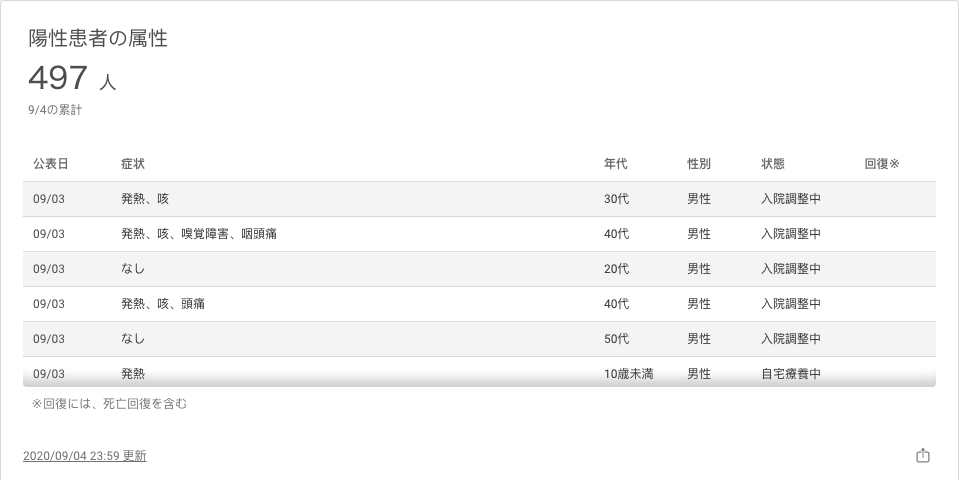 陽性患者の属性
497 人
9/4の累計
公表日 症状 年代 性別 状態 回復※
09/03 発熱、咳 30代 男性 入院調整中
09/03 発熱、咳、嗅覚障害、咽頭痛 40代 男性 入院調整中
09/03 なし 20代 男性 入院調整中
09/03 発熱、咳、頭痛 40代 男性 入院調整中
09/03 なし 50代 男性 入院調整中
09/03 発熱 10歳未満 男性 自宅療養中
※回復には、死亡回復を含む
2020/09/04 23:59 更新